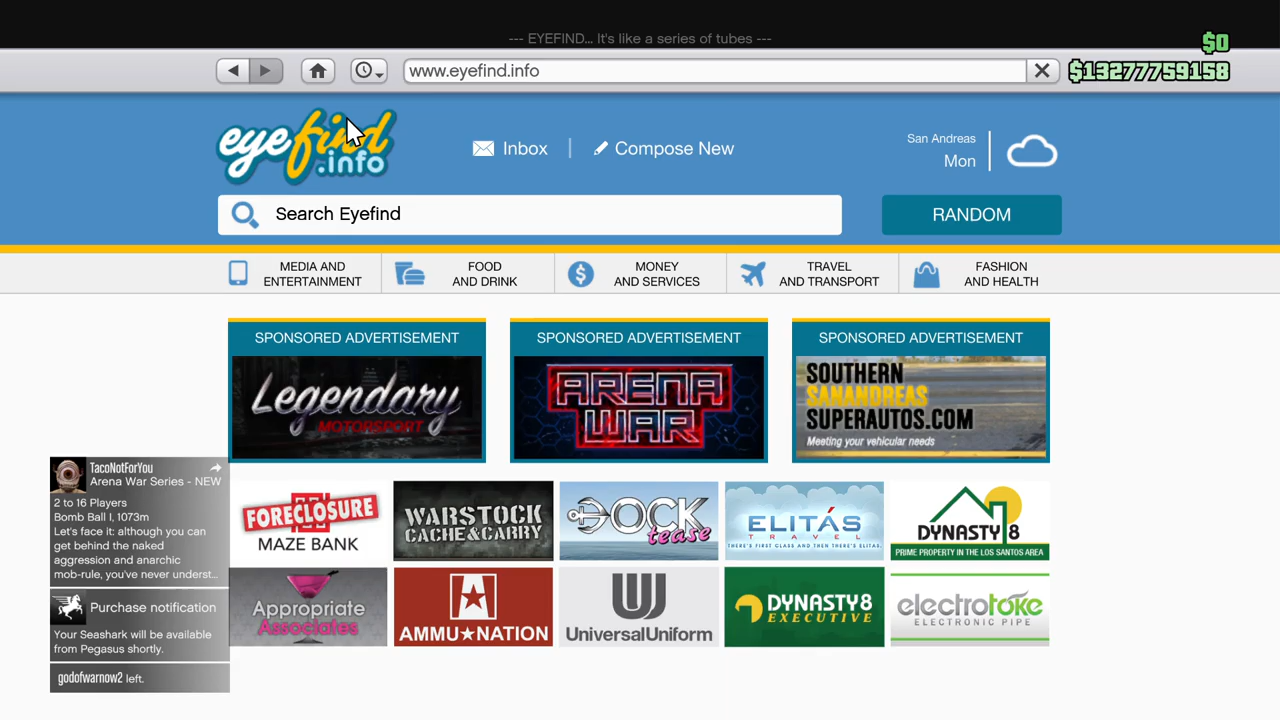 --- EYEFIND... It's like a series of tubes ---
$0
www.eyefind.info
$13277759158
eyefind
.info
Inbox
Compose New
San Andreas
Mon
Search Eyefind
RANDOM
MEDIA AND
ENTERTAINMENT
FOOD
AND DRINK
MONEY
AND SERVICES
TRAVEL
AND TRANSPORT
FASHION
AND HEALTH
SPONSORED ADVERTISEMENT
Legendary
MOTORSPORT
SPONSORED ADVERTISEMENT
ARENA
WAR
SPONSORED ADVERTISEMENT
SOUTHERN
SANANDREAS
SUPERAUTOS.COM
Meeting your vehicular needs
TacoNotForYou
Arena War Series - NEW
2 to 16 Players
Bomb Ball I, 1073m
Let's face it: although you can
get behind the naked
aggression and anarchic
mob-rule, you've never underst...
Purchase notification
Your Seashark will be available
from Pegasus shortly.
godofwarnow2 left.
FORECLOSURE
MAZE BANK
WARSTOCK
CACHE&CARRY
DOCK
tease
ELITÁS
TRAVEL
THERE'S FIRST CLASS AND THEN THERE'S ELITAS.
DYNASTY 8
PRIME PROPERTY IN THE LOS SANTOS AREA
Appropriate
Associates
AMMU★NATION
UniversalUniform
DYNASTY8
EXECUTIVE
electrotoke
ELECTRONIC PIPE